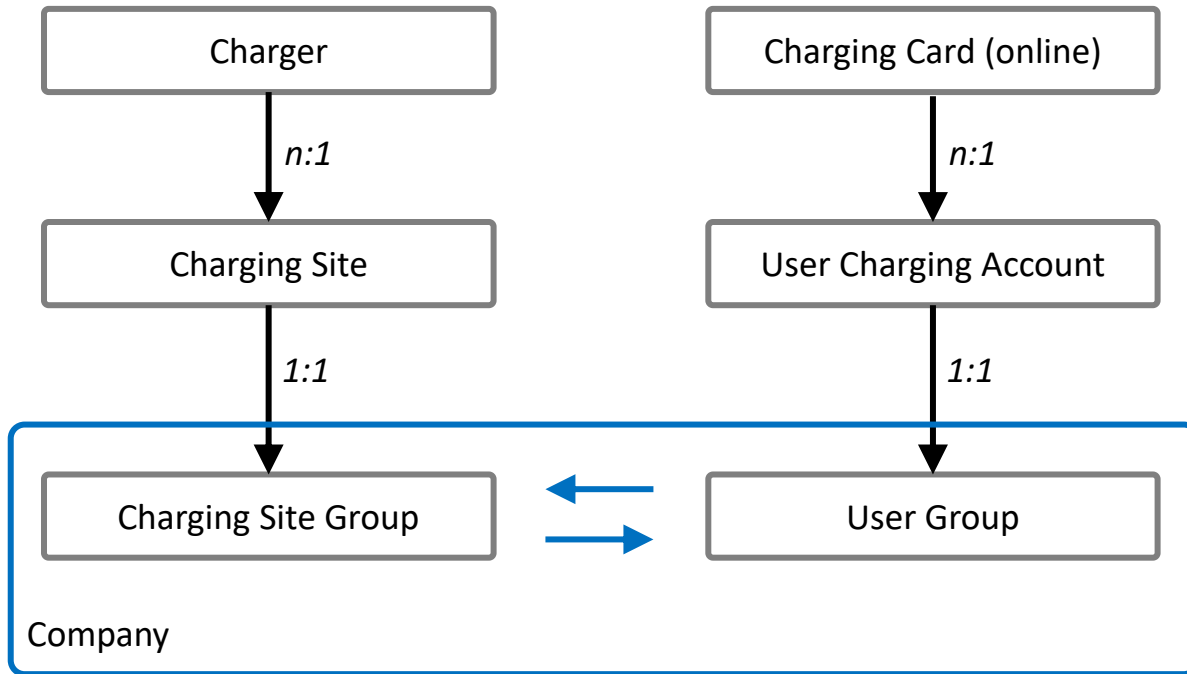 Charger
Charging Card (online)
n:1
n:1
Charging Site
User Charging Account
1:1
1:1
Charging Site Group
User Group
Company